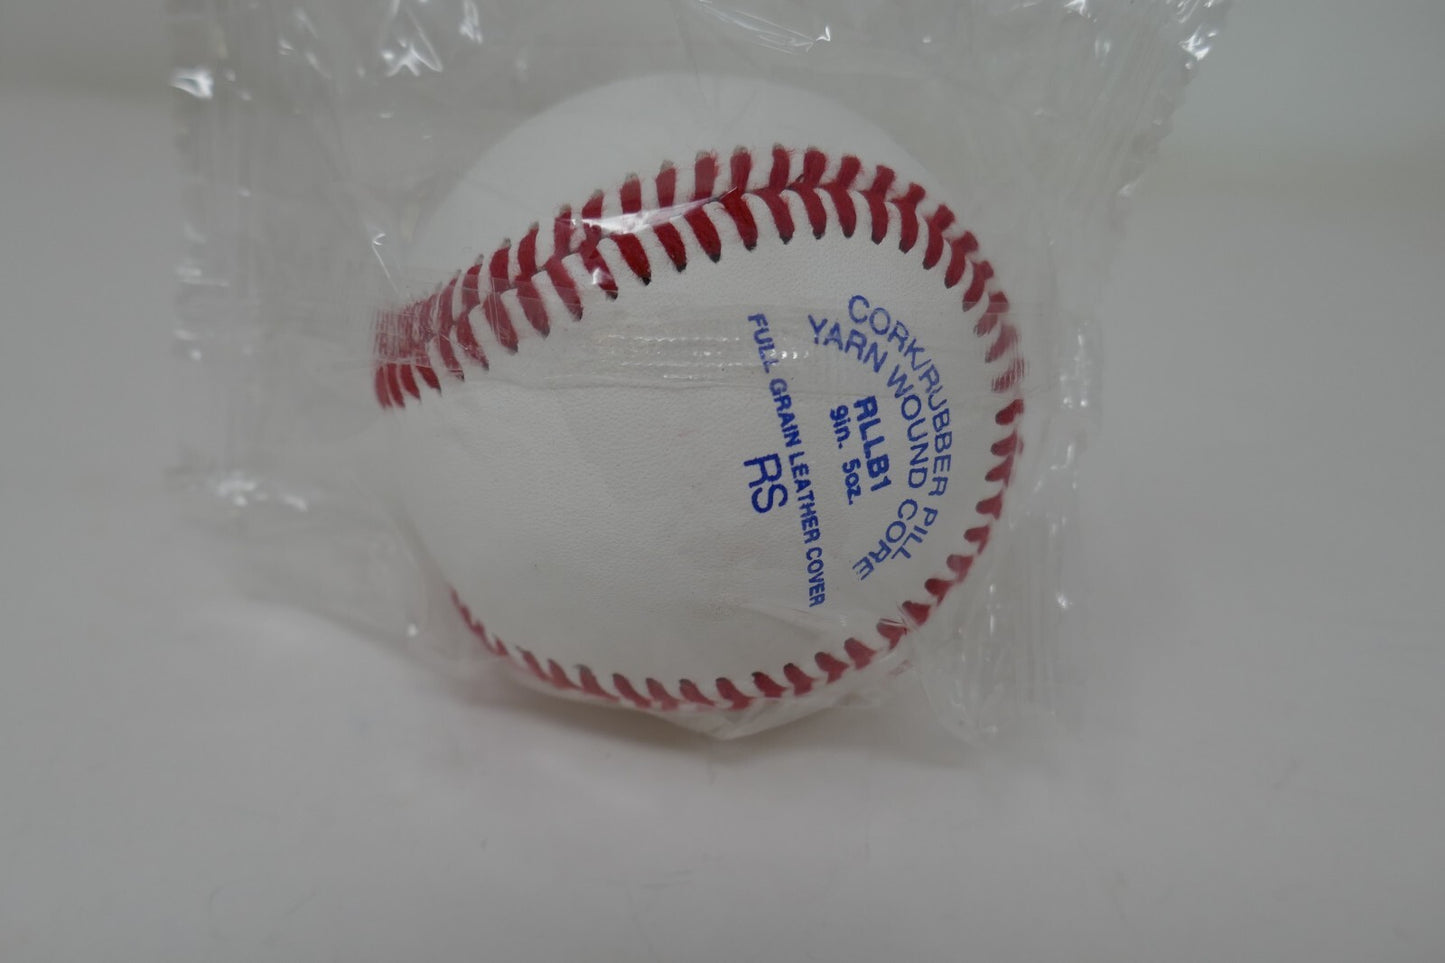 CORK/RUBBER PILL
YARN WOUND CORE
RLLB1
9in. 5oz.
FULL GRAIN LEATHER COVER
RS